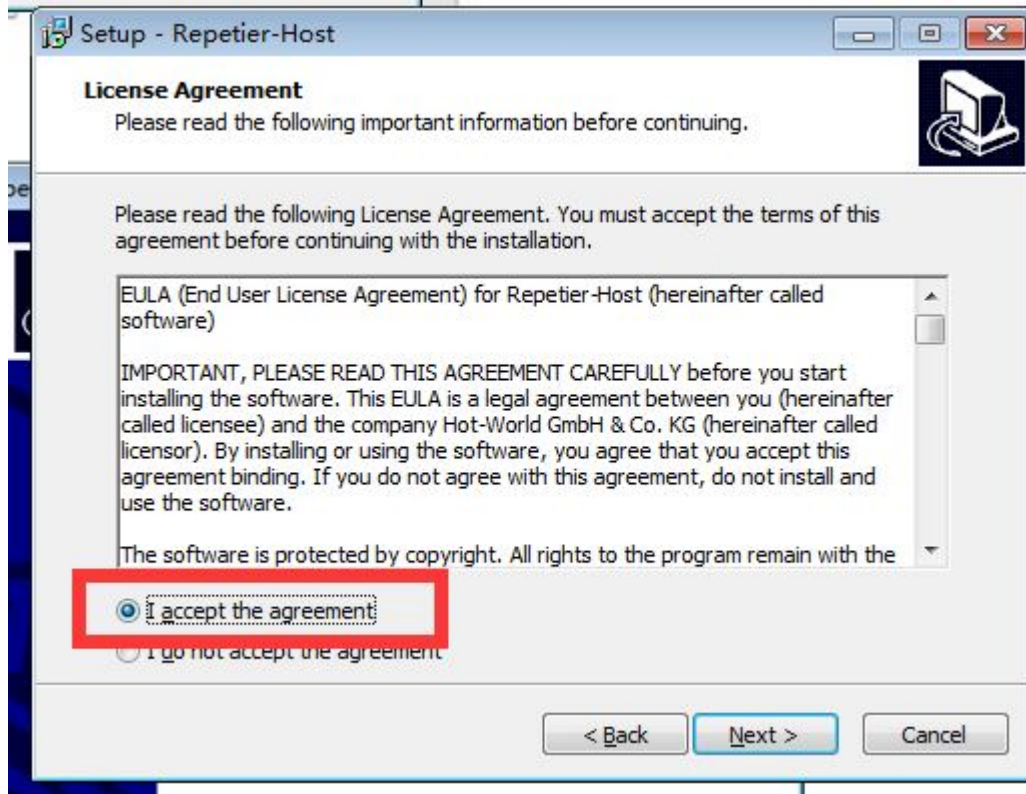 Setup - Repetier-Host
License Agreement
Please read the following important information before continuing.
Please read the following License Agreement. You must accept the terms of this
agreement before continuing with the installation.
EULA (End User License Agreement) for Repetier-Host (hereinafter called
software)
IMPORTANT, PLEASE READ THIS AGREEMENT CAREFULLY before you start
installing the software. This EULA is a legal agreement between you (hereinafter
called licensee) and the company Hot-World GmbH & Co. KG (hereinafter called
licensor). By installing or using the software, you agree that you accept this
agreement binding. If you do not agree with this agreement, do not install and
use the software.
The software is protected by copyright. All rights to the program remain with the
I accept the agreement
I do not accept the agreement
< Back
Next >
Cancel